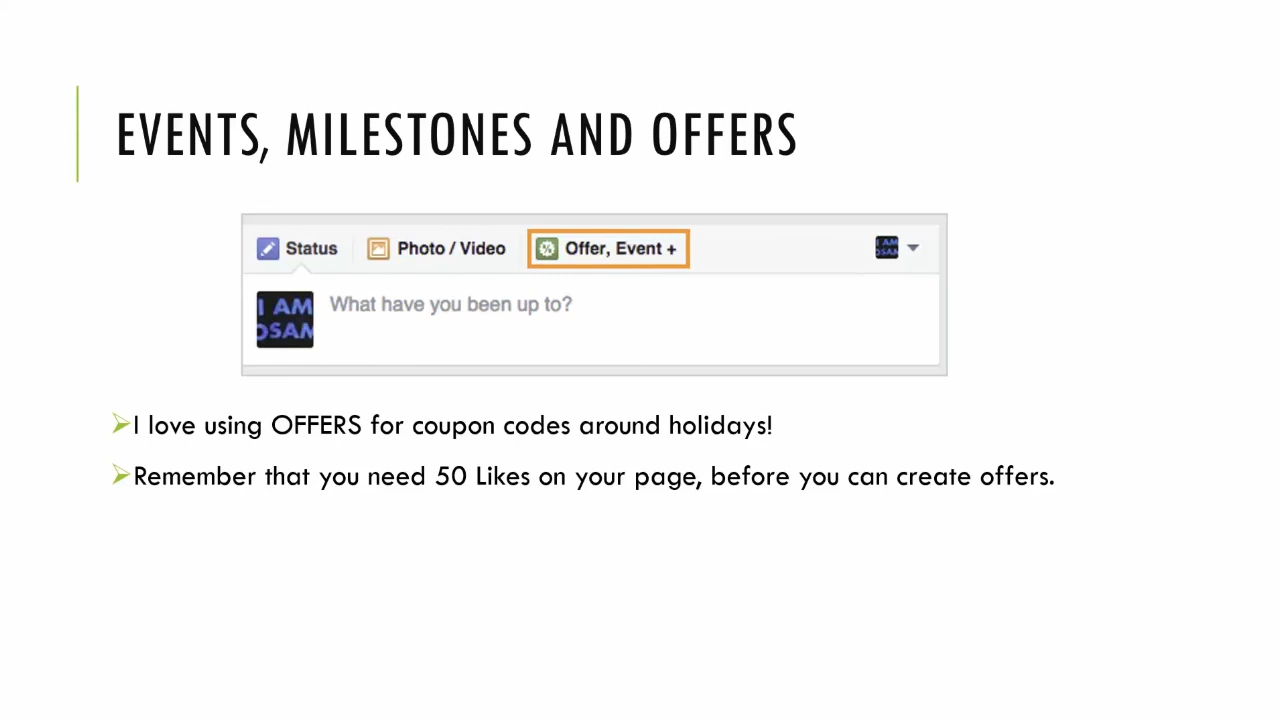 EVENTS, MILESTONES AND OFFERS
Status Photo / Video Offer, Event +
I AM
OSAM
I AM
OSAM
What have you been up to?
I love using OFFERS for coupon codes around holidays!
Remember that you need 50 Likes on your page, before you can create offers.